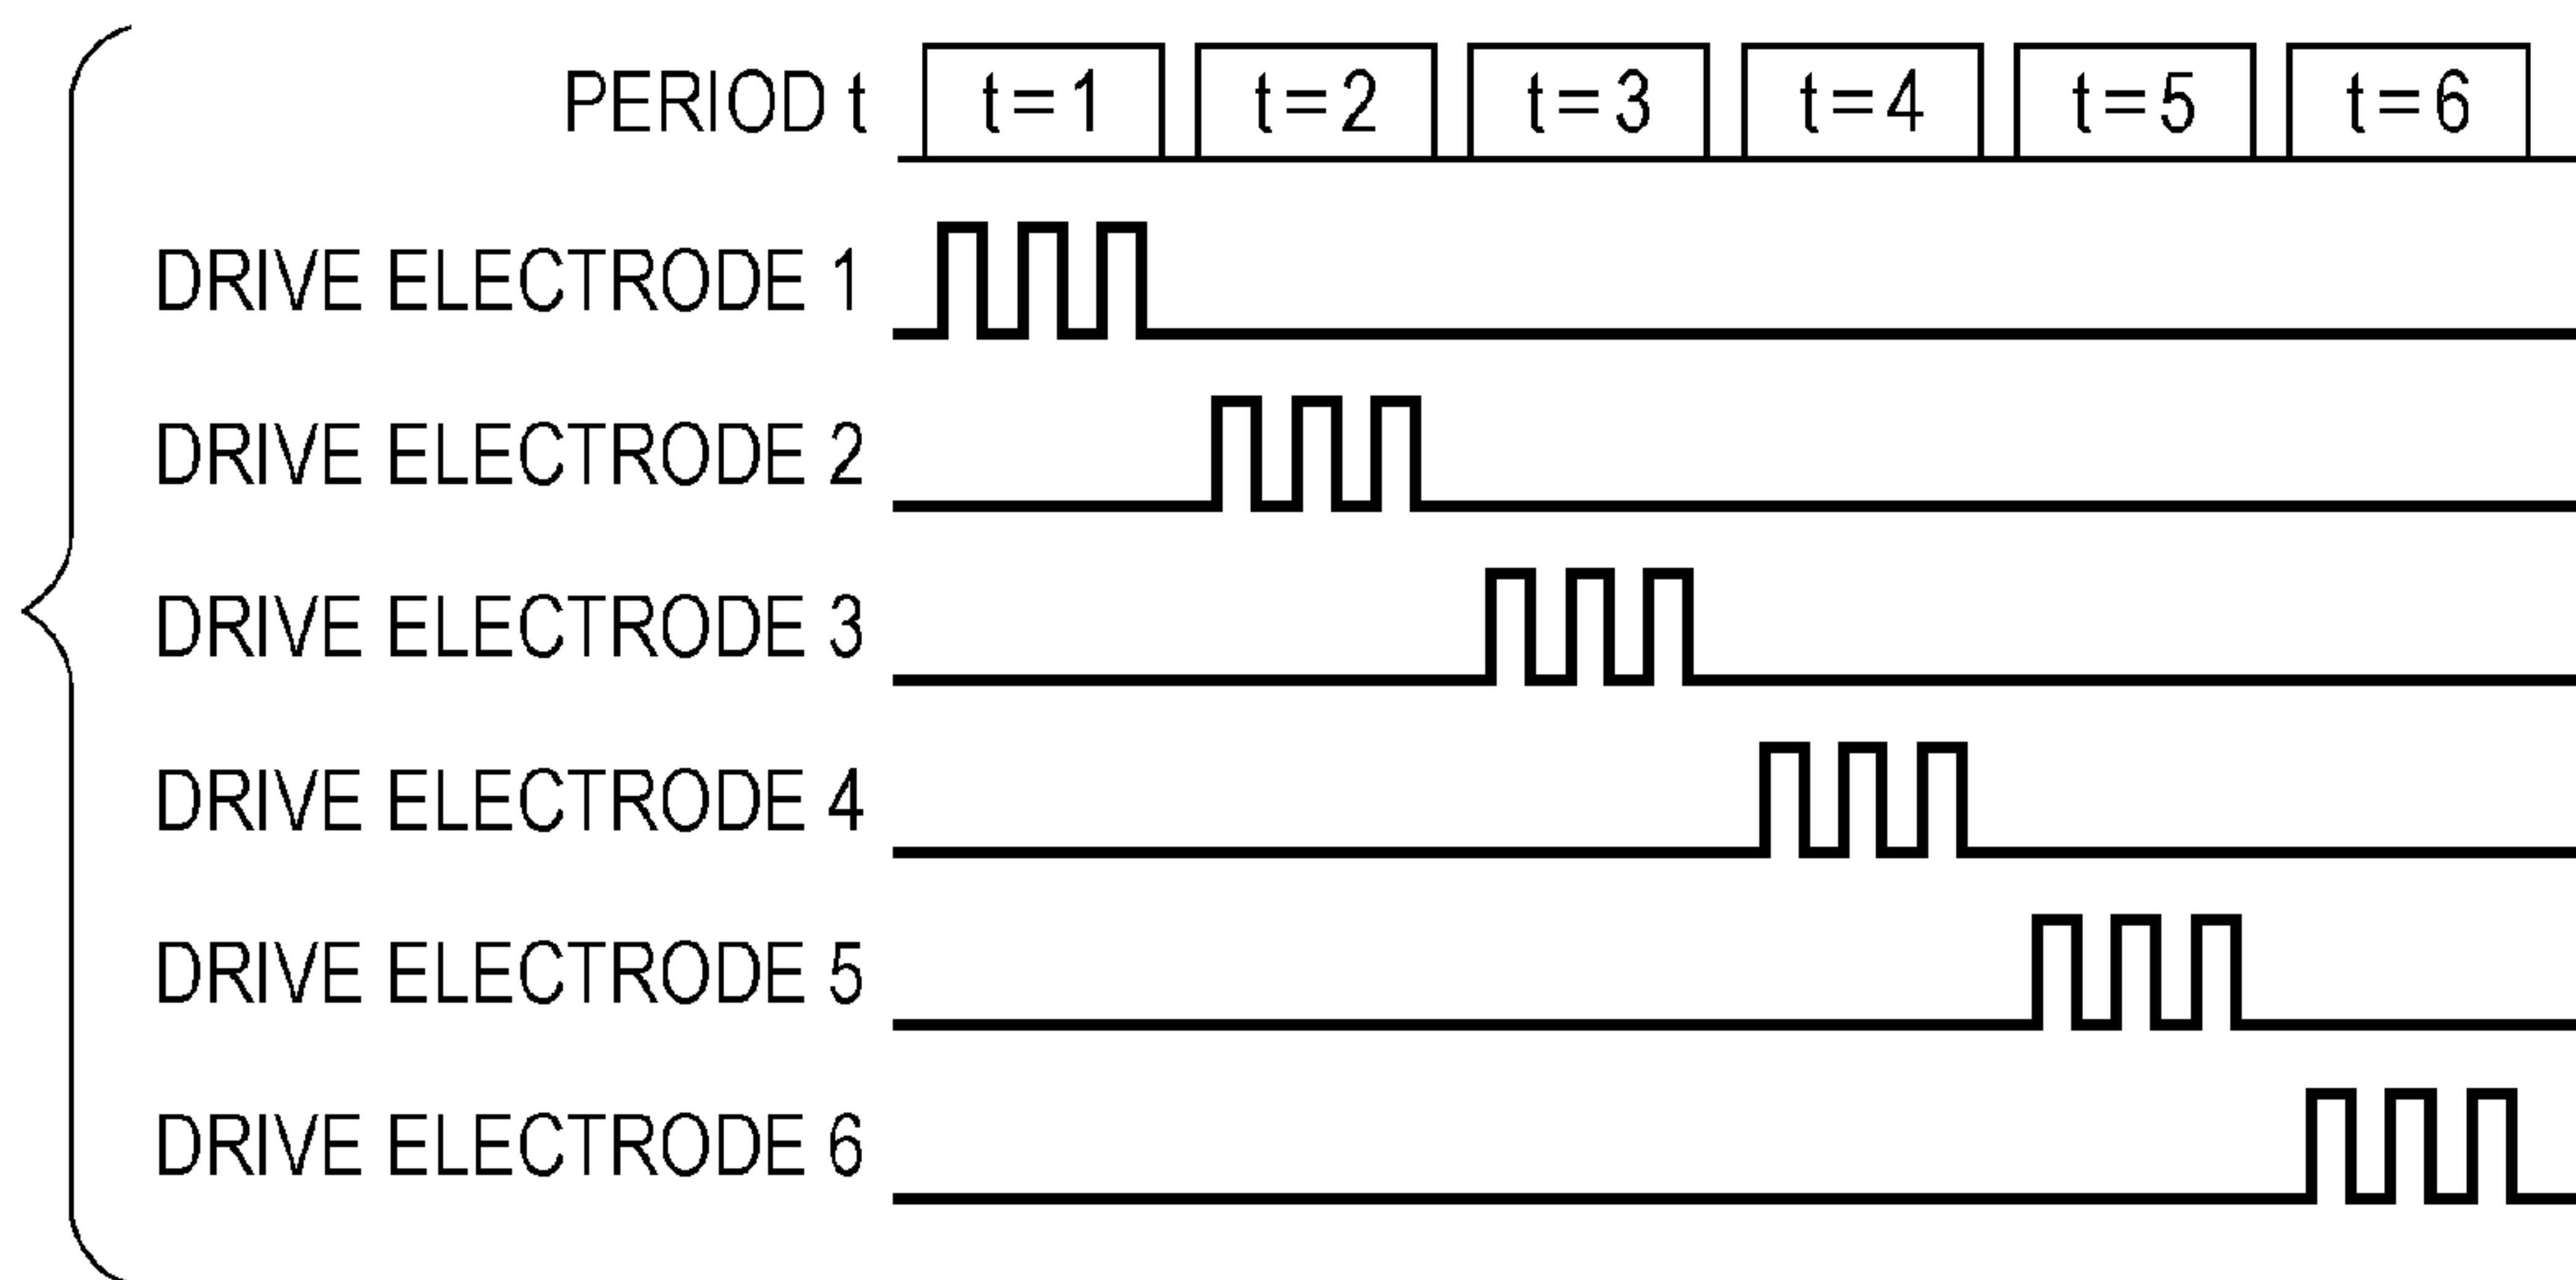 PERIOD t t=1 t=2 t=3 t=4 t=5 t=6
DRIVE ELECTRODE 1
DRIVE ELECTRODE 2
DRIVE ELECTRODE 3
DRIVE ELECTRODE 4
DRIVE ELECTRODE 5
DRIVE ELECTRODE 6